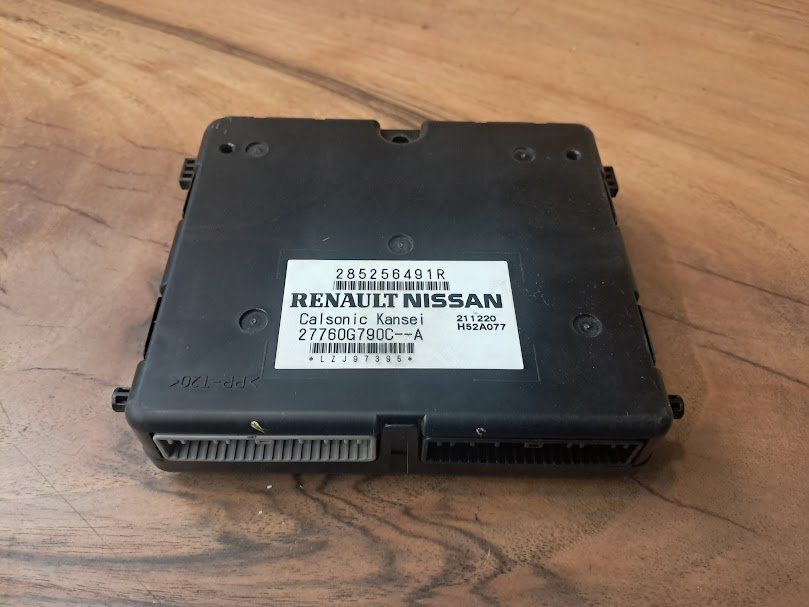 285256491R
RENAULT NISSAN
Calsonic Kansei 211220
H52A077
27760G790C--A
*LZJ97395*
>PP-T20<